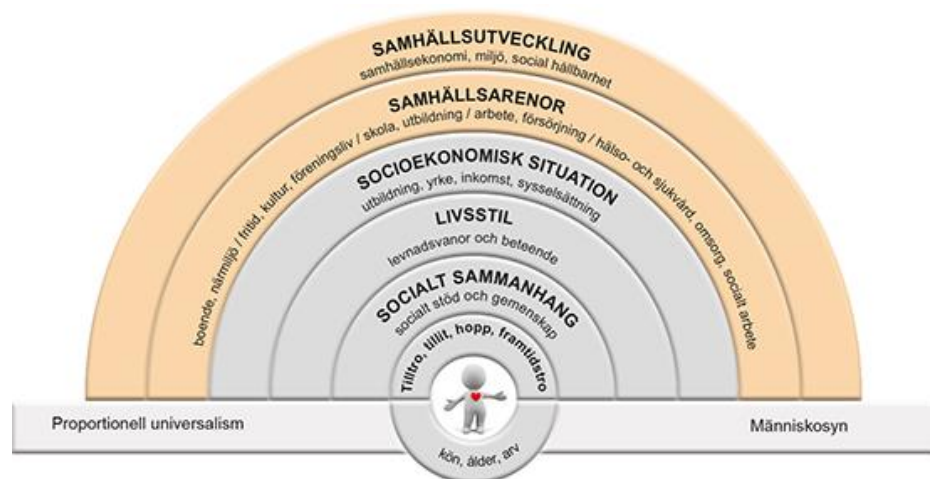 SAMHÄLLSUTVECKLING
samhällsekonomi, miljö, social hållbarhet
SAMHÄLLSARENOR
boende, närmiljö / fritid, kultur, föreningsliv / skola, utbildning / arbete, försörjning / hälso- och sjukvård, omsorg, socialt arbete
SOCIOEKONOMISK SITUATION
utbildning, yrke, inkomst, sysselsättning
LIVSSTIL
levnadsvanor och beteende
SOCIALT SAMMANHANG
socialt stöd och gemenskap
Tilltro, tillit, hopp, framtidstro
Proportionell universalism
Människosyn
kön, ålder, arv